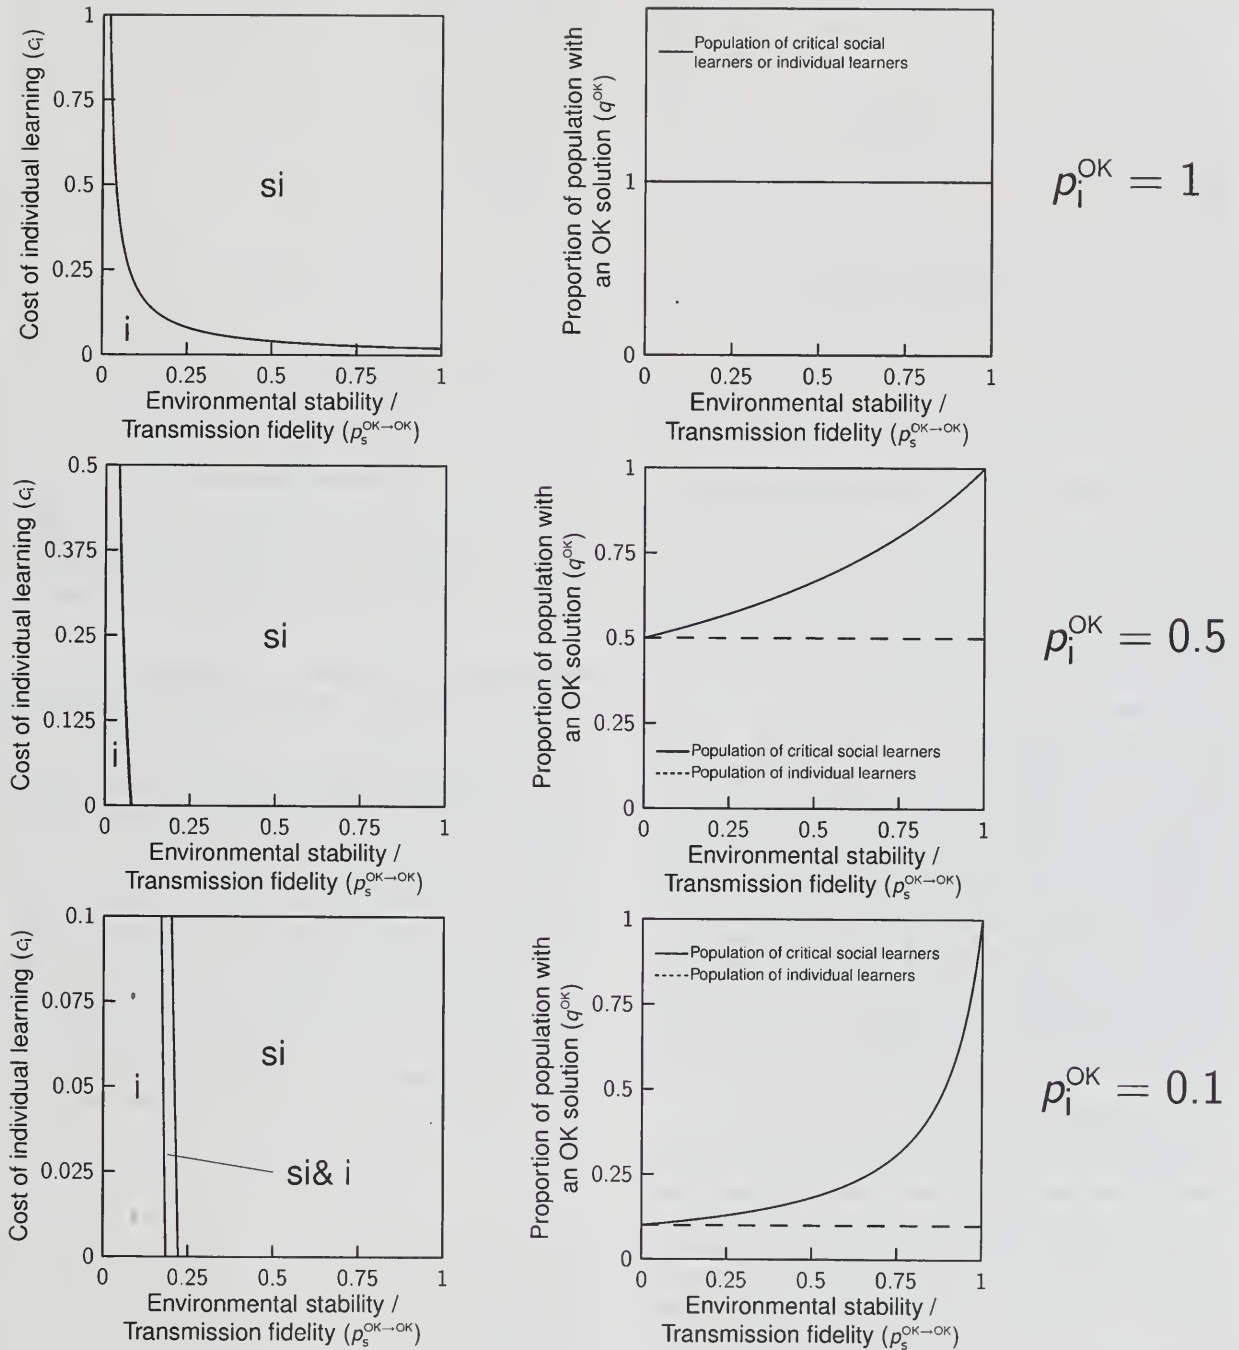 Cost of individual learning (cᵢ)
1
0.75
0.5
0.25
0
si
i
0 0.25 0.5 0.75 1
Environmental stability /
Transmission fidelity (pₛᴼᴷ→ᴼᴷ)
Proportion of population with
an OK solution (qᴼᴷ)
Population of critical social
learners or individual learners
1
0
0 0.25 0.5 0.75 1
Environmental stability /
Transmission fidelity (pₛᴼᴷ→ᴼᴷ)
pᵢᴼᴷ = 1
Cost of individual learning (cᵢ)
0.5
0.375
0.25
0.125
0
si
i
0 0.25 0.5 0.75 1
Environmental stability /
Transmission fidelity (pₛᴼᴷ→ᴼᴷ)
Proportion of population with
an OK solution (qᴼᴷ)
1
0.75
0.5
0.25
0
Population of critical social learners
Population of individual learners
0 0.25 0.5 0.75 1
Environmental stability /
Transmission fidelity (pₛᴼᴷ→ᴼᴷ)
pᵢᴼᴷ = 0.5
Cost of individual learning (cᵢ)
0.1
0.075
0.05
0.025
0
si
i
si& i
0 0.25 0.5 0.75 1
Environmental stability /
Transmission fidelity (pₛᴼᴷ→ᴼᴷ)
Proportion of population with
an OK solution (qᴼᴷ)
Population of critical social learners
Population of individual learners
1
0.75
0.5
0.25
0
0 0.25 0.5 0.75 1
Environmental stability /
Transmission fidelity (pₛᴼᴷ→ᴼᴷ)
pᵢᴼᴷ = 0.1